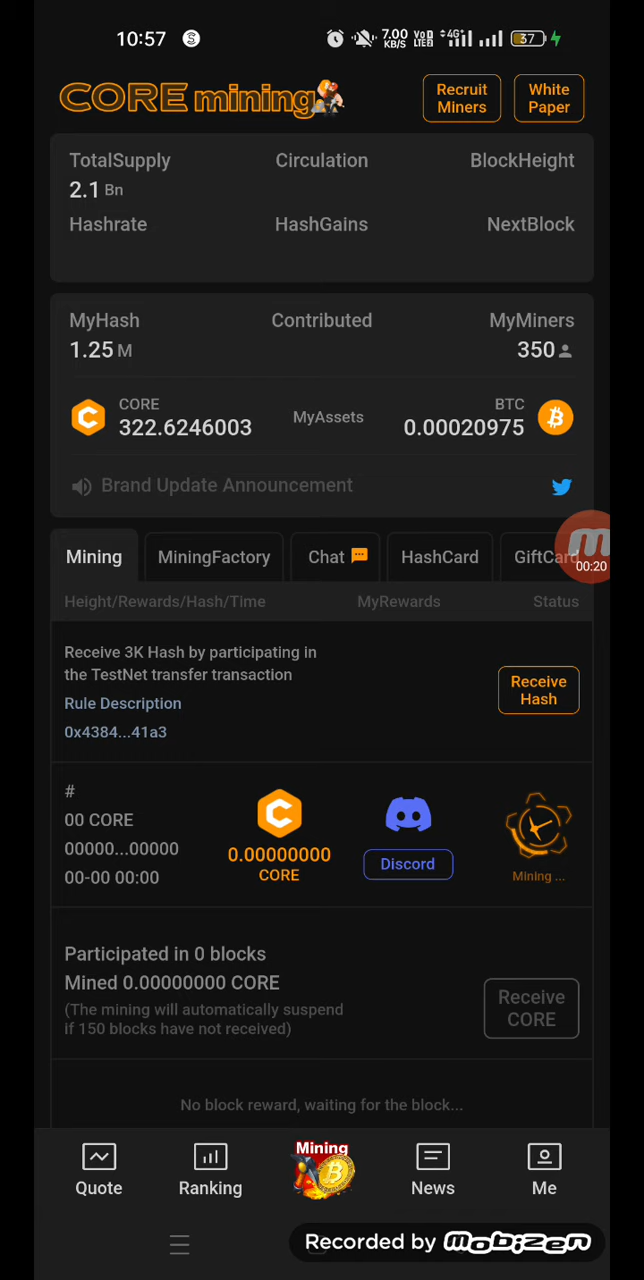 10:57
7.00 KB/S VoD LTE2 4G+ 37
CORE mining
Recruit Miners
White Paper
TotalSupply Circulation BlockHeight
2.1 Bn
Hashrate HashGains NextBlock
MyHash Contributed MyMiners
1.25 M 350
CORE BTC
322.6246003 MyAssets 0.00020975
Brand Update Announcement
Mining MiningFactory Chat HashCard GiftCard
00:20
Height/Rewards/Hash/Time MyRewards Status
Receive 3K Hash by participating in
the TestNet transfer transaction
Rule Description
0x4384...41a3
Receive
Hash
#
00 CORE
00000...00000
00-00 00:00
0.00000000
CORE
Discord
Mining ...
Participated in 0 blocks
Mined 0.00000000 CORE
(The mining will automatically suspend
if 150 blocks have not received)
Receive
CORE
No block reward, waiting for the block...
Mining
Quote Ranking News Me
Recorded by mobizen